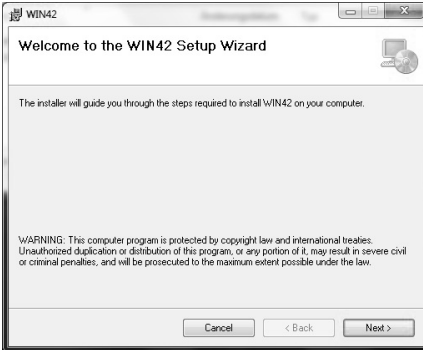 WIN42
Welcome to the WIN42 Setup Wizard
The installer will guide you through the steps required to install WIN42 on your computer.
WARNING: This computer program is protected by copyright law and international treaties.
Unauthorized duplication or distribution of this program, or any portion of it, may result in severe civil
or criminal penalties, and will be prosecuted to the maximum extent possible under the law.
Cancel
< Back
Next >